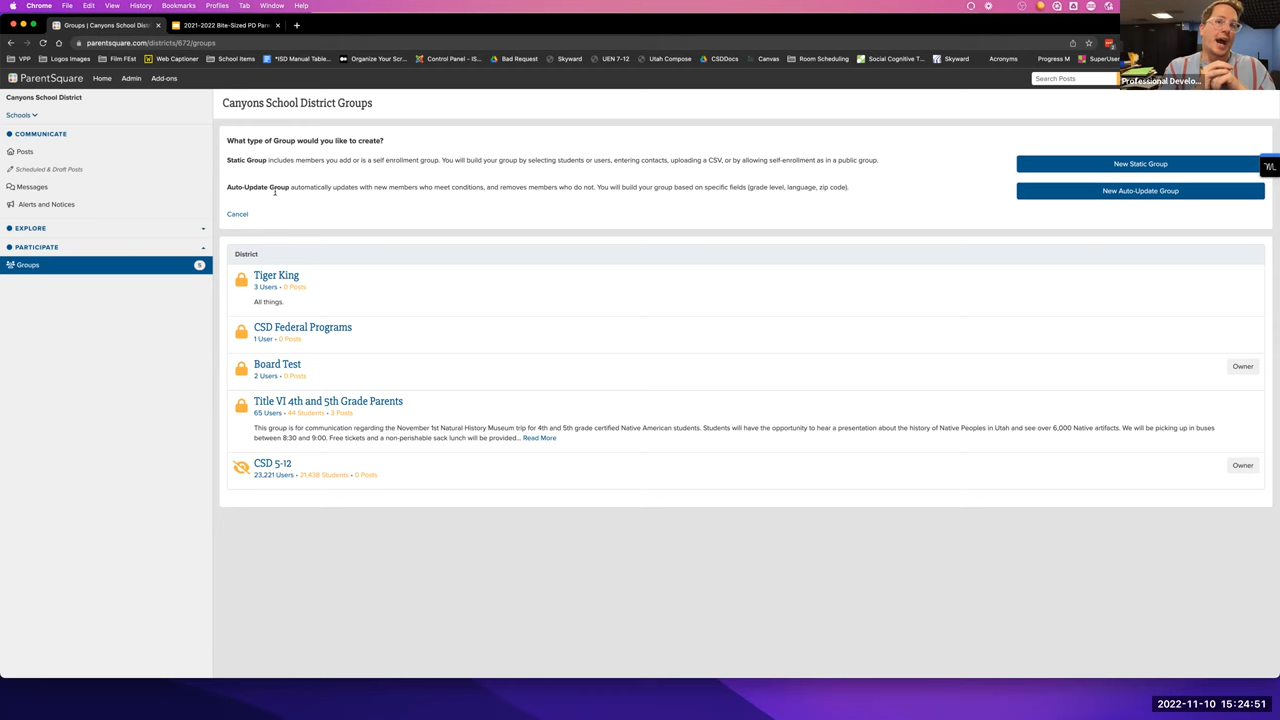 Chrome File Edit View History Bookmarks Profiles Tab Window Help
Groups | Canyons School Distri
2021-2022 Bite-Sized PD Pare
parentsquare.com/districts/672/groups
VPP Logos Images Film FEst Web Captioner School Items *ISD Manual Table... Organize Your Scr... Control Panel - IS... Bad Request Skyward UEN 7-12 Utah Compose CSDDocs Canvas Room Scheduling Social Cognitive T... Skyward Acronyms Progress M SuperUser
ParentSquare Home Admin Add-ons
Search Posts
Professional Develo...
Canyons School District
Schools
COMMUNICATE
Posts
Scheduled & Draft Posts
Messages
Alerts and Notices
EXPLORE
PARTICIPATE
Groups 5
Canyons School District Groups
What type of Group would you like to create?
Static Group includes members you add or is a self enrollment group. You will build your group by selecting students or users, entering contacts, uploading a CSV, or by allowing self-enrollment as in a public group.
New Static Group
Auto-Update Group automatically updates with new members who meet conditions, and removes members who do not. You will build your group based on specific fields (grade level, language, zip code).
New Auto-Update Group
Cancel
District
Tiger King
3 Users • 0 Posts
All things.
CSD Federal Programs
1 User • 0 Posts
Board Test
2 Users • 0 Posts
Owner
Title VI 4th and 5th Grade Parents
65 Users • 44 Students • 3 Posts
This group is for communication regarding the November 1st Natural History Museum trip for 4th and 5th grade certified Native American students. Students will have the opportunity to hear a presentation about the history of Native Peoples in Utah and see over 6,000 Native artifacts. We will be picking up in buses
between 8:30 and 9:00. Free tickets and a non-perishable sack lunch will be provided... Read More
CSD 5-12
23,221 Users • 21,438 Students • 0 Posts
Owner
2022-11-10 15:24:51